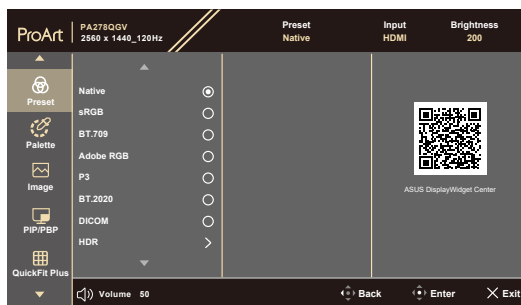 ProArt
PA278QGV
2560 x 1440_120Hz
Preset
Native
Input
HDMI
Brightness
200
Preset
Palette
Image
PIP/PBP
QuickFit Plus
Native
sRGB
BT.709
Adobe RGB
P3
BT.2020
DICOM
HDR
ASUS DisplayWidget Center
Volume 50
Back
Enter
Exit